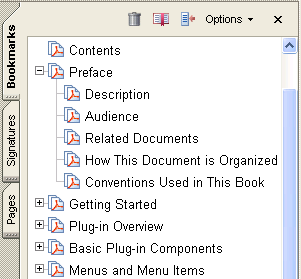 Options
Bookmarks
Signatures
Pages
Contents
Preface
Description
Audience
Related Documents
How This Document is Organized
Conventions Used in This Book
Getting Started
Plug-in Overview
Basic Plug-in Components
Menus and Menu Items